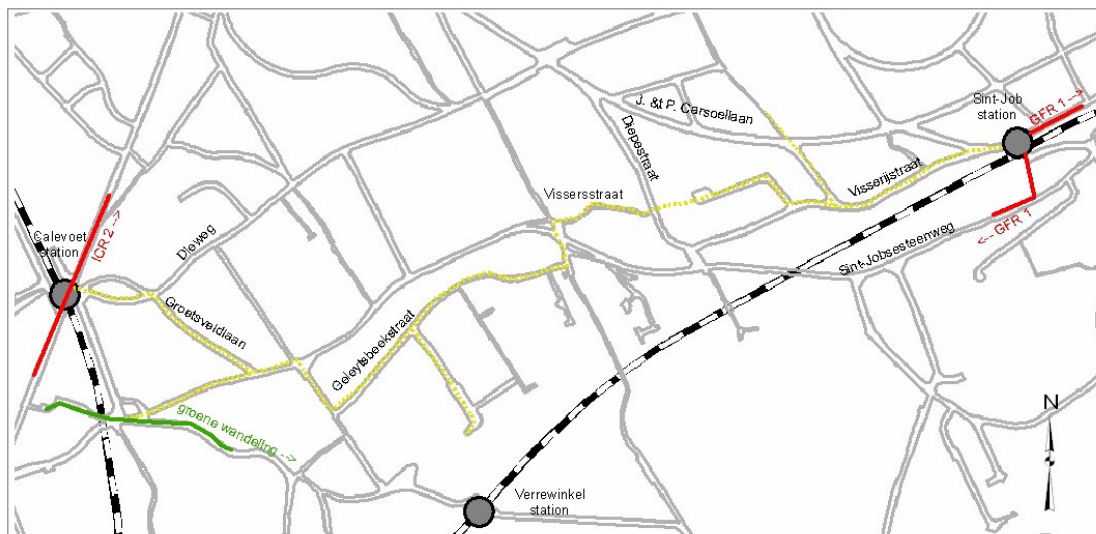 J. & P. Carsoellaan
Sint-Job
station
GFR 1 -->
Diepestraat
Visserijstraat
Vissersstraat
Calevoet
station
ICR 2 -->
Dieweg
<-- GFR 1
Sint-Jobsesteenweg
Groetsveldlaan
Geleytsbeekstraat
groene wandeling -->
N
Verrewinkel
station